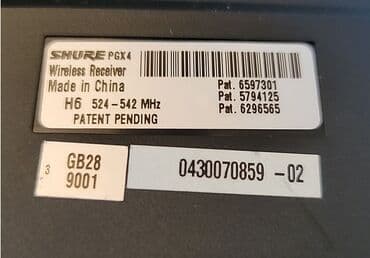 SHURE PGX4
Wireless Receiver
Made in China
H6 524-542 MHz
PATENT PENDING
Pat. 6597301
Pat. 5794125
Pat. 6296565
3
GB28
9001
0430070859 -02